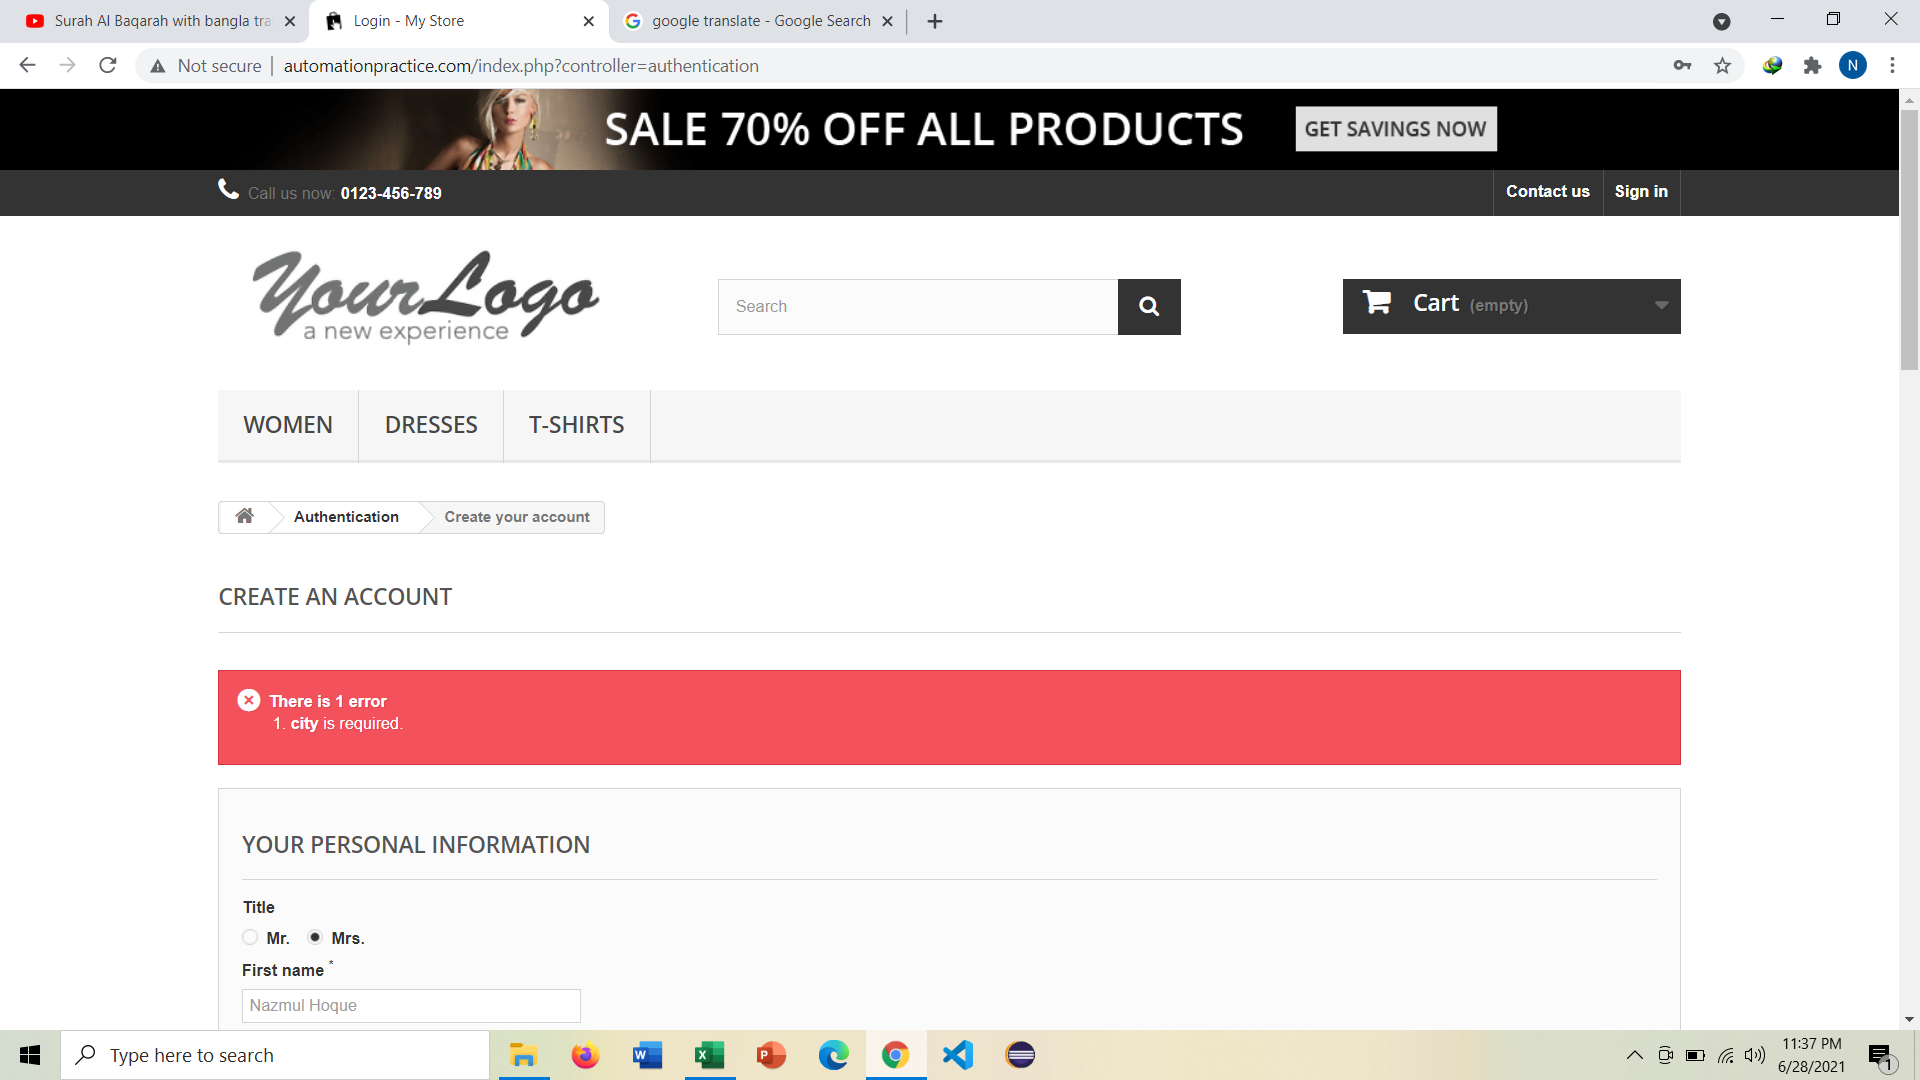 Surah Al Baqarah with bangla tra
Login - My Store
google translate - Google Search
Not secure
automationpractice.com/index.php?controller=authentication
N
SALE 70% OFF ALL PRODUCTS
GET SAVINGS NOW
Call us now: 0123-456-789
Contact us
Sign in
YourLogo
a new experience
Search
Cart (empty)
WOMEN
DRESSES
T-SHIRTS
Authentication
Create your account
CREATE AN ACCOUNT
There is 1 error
1. city is required.
YOUR PERSONAL INFORMATION
Title
Mr.
Mrs.
First name *
Nazmul Hoque
Type here to search
11:37 PM
6/28/2021
1